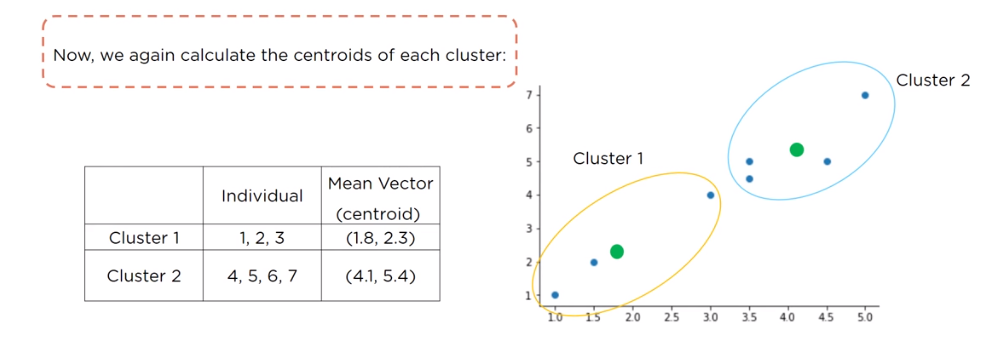 Now, we again calculate the centroids of each cluster:
Individual
Mean Vector
(centroid)
Cluster 1
1, 2, 3
(1.8, 2.3)
Cluster 2
4, 5, 6, 7
(4.1, 5.4)
Cluster 2
Cluster 1
7
6
5
4
3
2
1
1.0 1.5 2.0 2.5 3.0 3.5 4.0 4.5 5.0